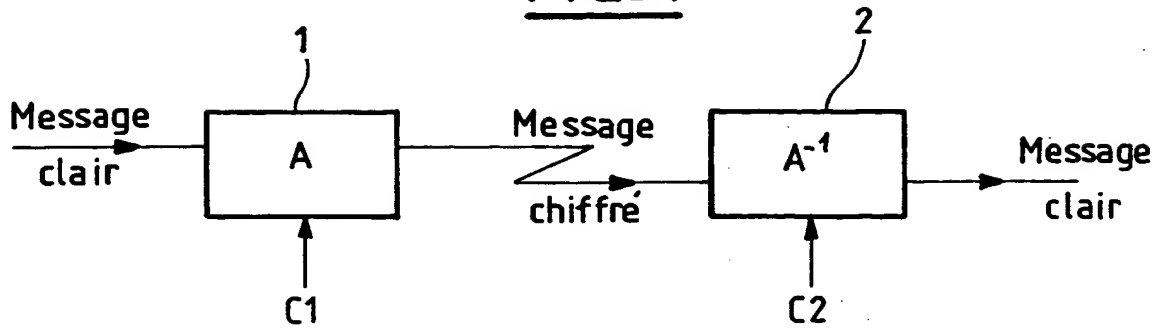 1
2
Message
clair
A
Message
chiffré
A⁻¹
Message
clair
C1
C2